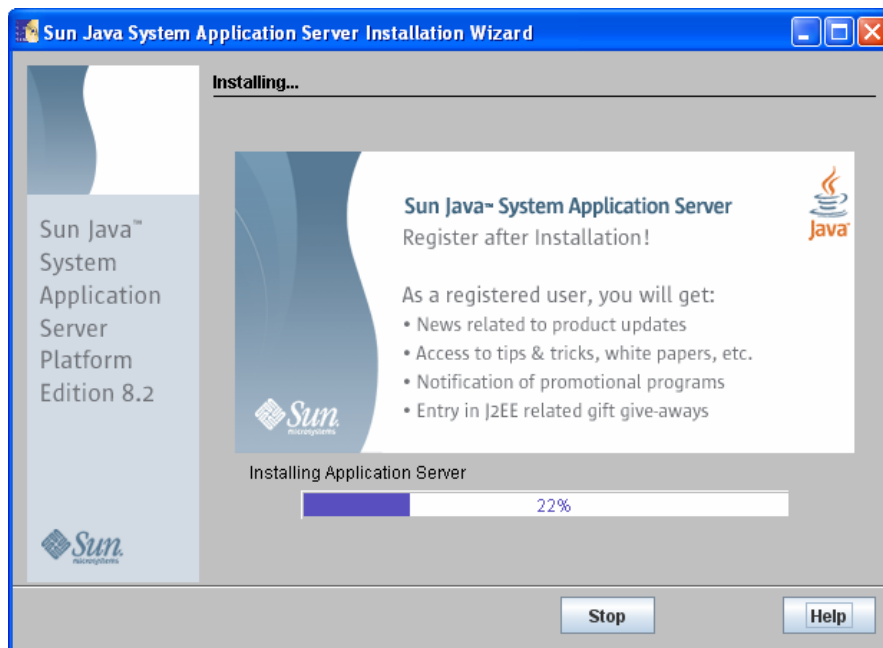 Sun Java System Application Server Installation Wizard
Installing...
Sun Java™
System
Application
Server
Platform
Edition 8.2
Sun
microsystems
Sun Java™ System Application Server
Register after Installation!
As a registered user, you will get:
• News related to product updates
• Access to tips & tricks, white papers, etc.
• Notification of promotional programs
• Entry in J2EE related gift give-aways
Java
Sun
microsystems
Installing Application Server
22%
Stop
Help